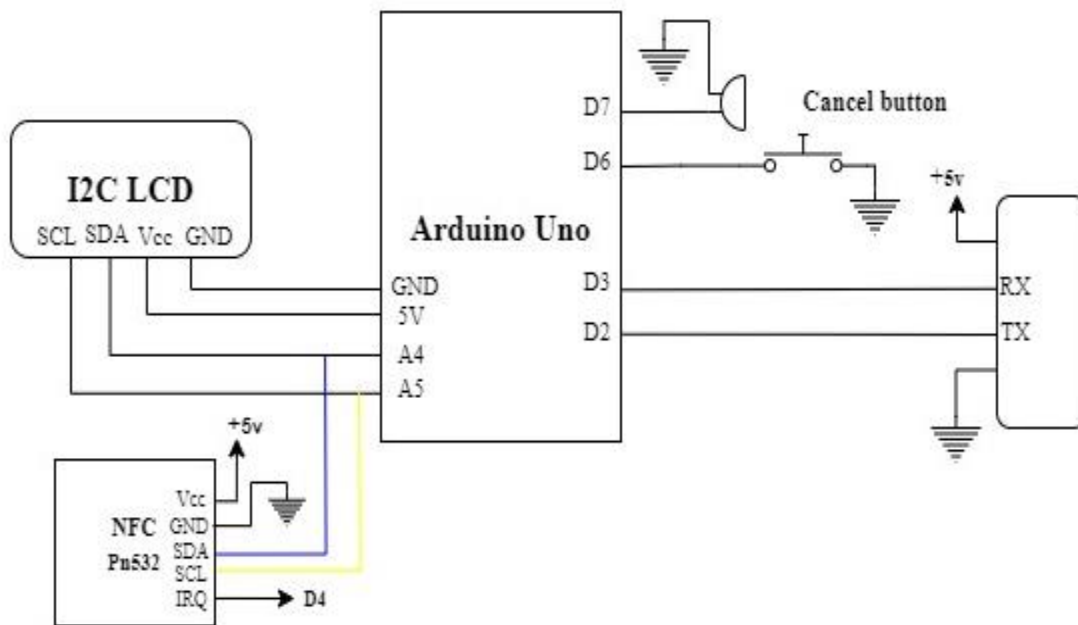 D7
Cancel button
D6
I2C LCD
SCL SDA Vcc GND
+5v
Arduino Uno
GND
D3
RX
5V
D2
TX
A4
A5
+5v
Vcc
NFC GND
SDA
Pn532
SCL
IRQ
D4